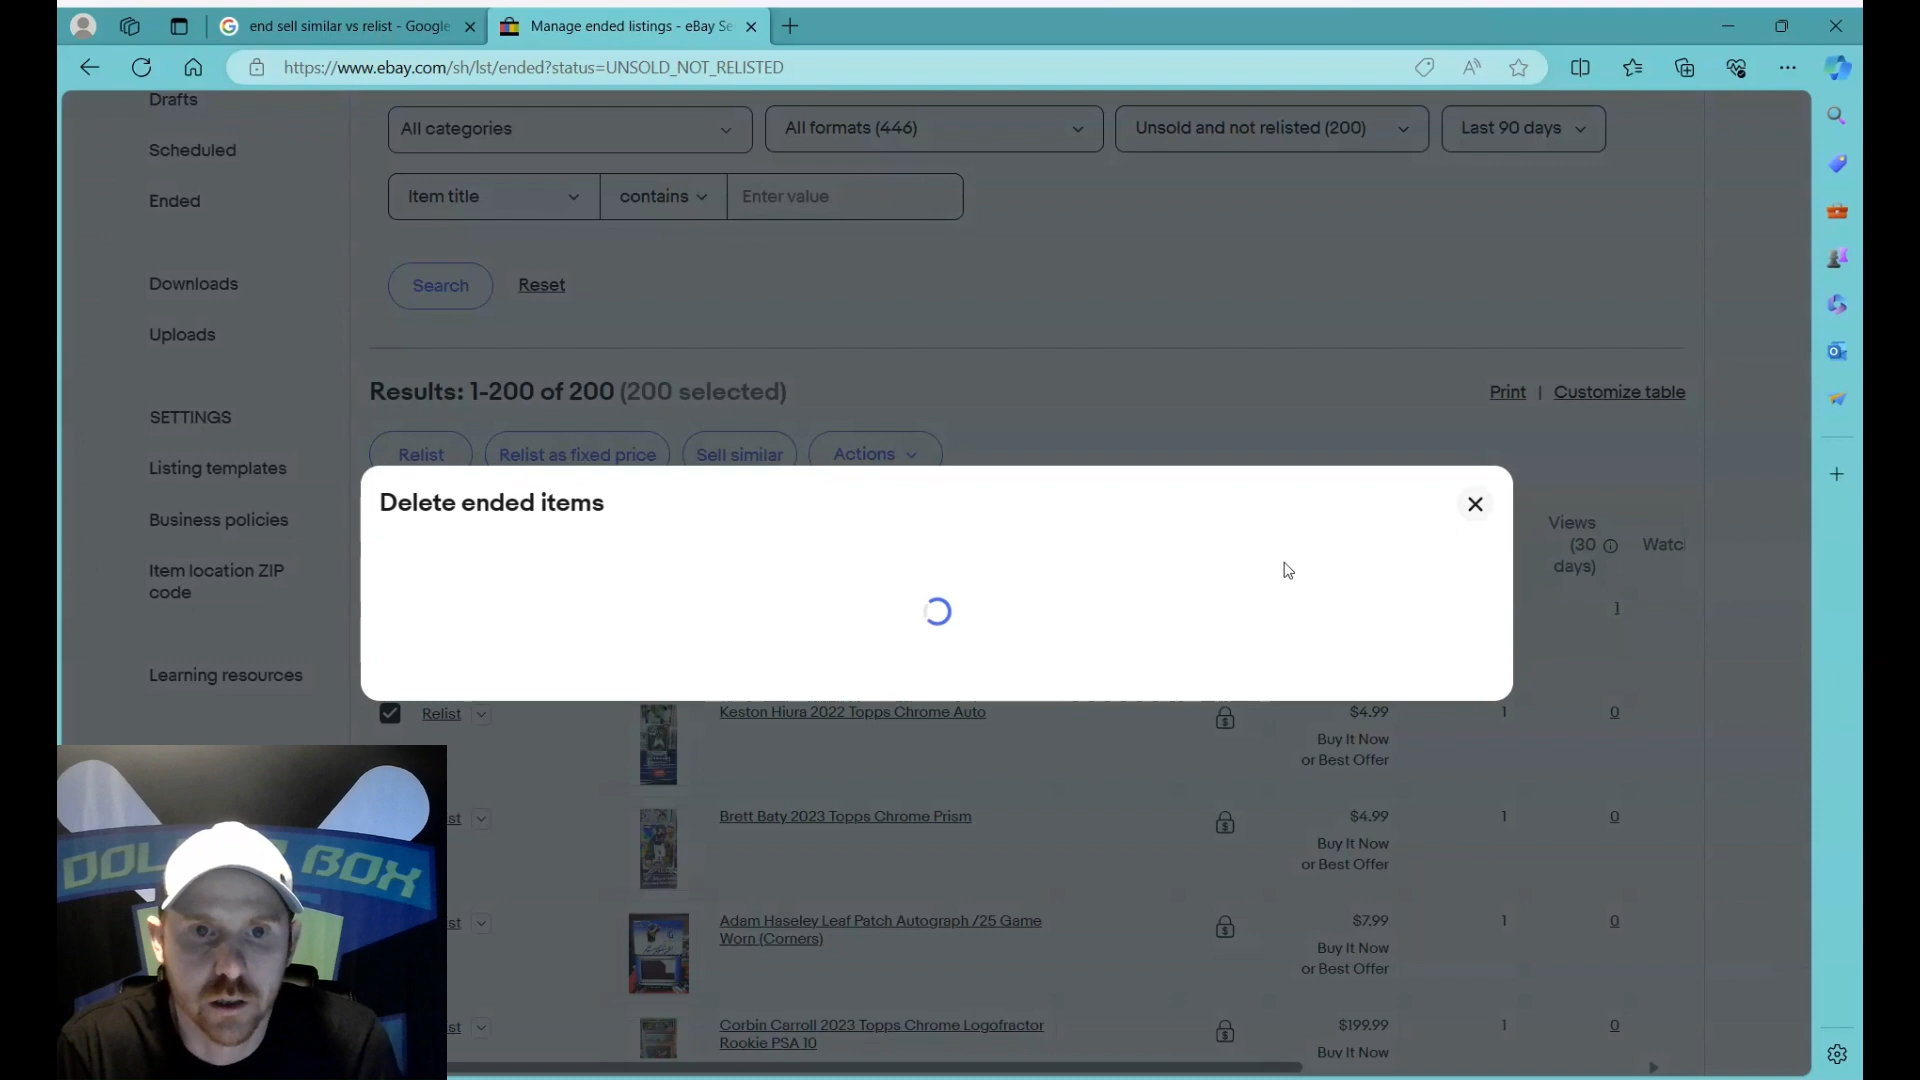 end sell similar vs relist - Google
Manage ended listings - eBay Se
https://www.ebay.com/sh/lst/ended?status=UNSOLD_NOT_RELISTED
Drafts
Scheduled
Ended
Downloads
Uploads
SETTINGS
Listing templates
Business policies
Item location ZIP
code
Learning resources
All categories
All formats (446)
Unsold and not relisted (200)
Last 90 days
Item title
contains
Enter value
Search
Reset
Results: 1-200 of 200 (200 selected)
Print | Customize table
Relist
Relist as fixed price
Sell similar
Actions
Delete ended items
Views
(30
days)
Watc
1
Relist
Keston Hiura 2022 Topps Chrome Auto
$4.99
Buy It Now
or Best Offer
1
0
st
Brett Baty 2023 Topps Chrome Prism
$4.99
Buy It Now
or Best Offer
1
0
st
Adam Haseley Leaf Patch Autograph /25 Game
Worn (Corners)
$7.99
Buy It Now
or Best Offer
1
0
st
Corbin Carroll 2023 Topps Chrome Logofractor
Rookie PSA 10
$199.99
Buy It Now
1
0
DOL
BOX